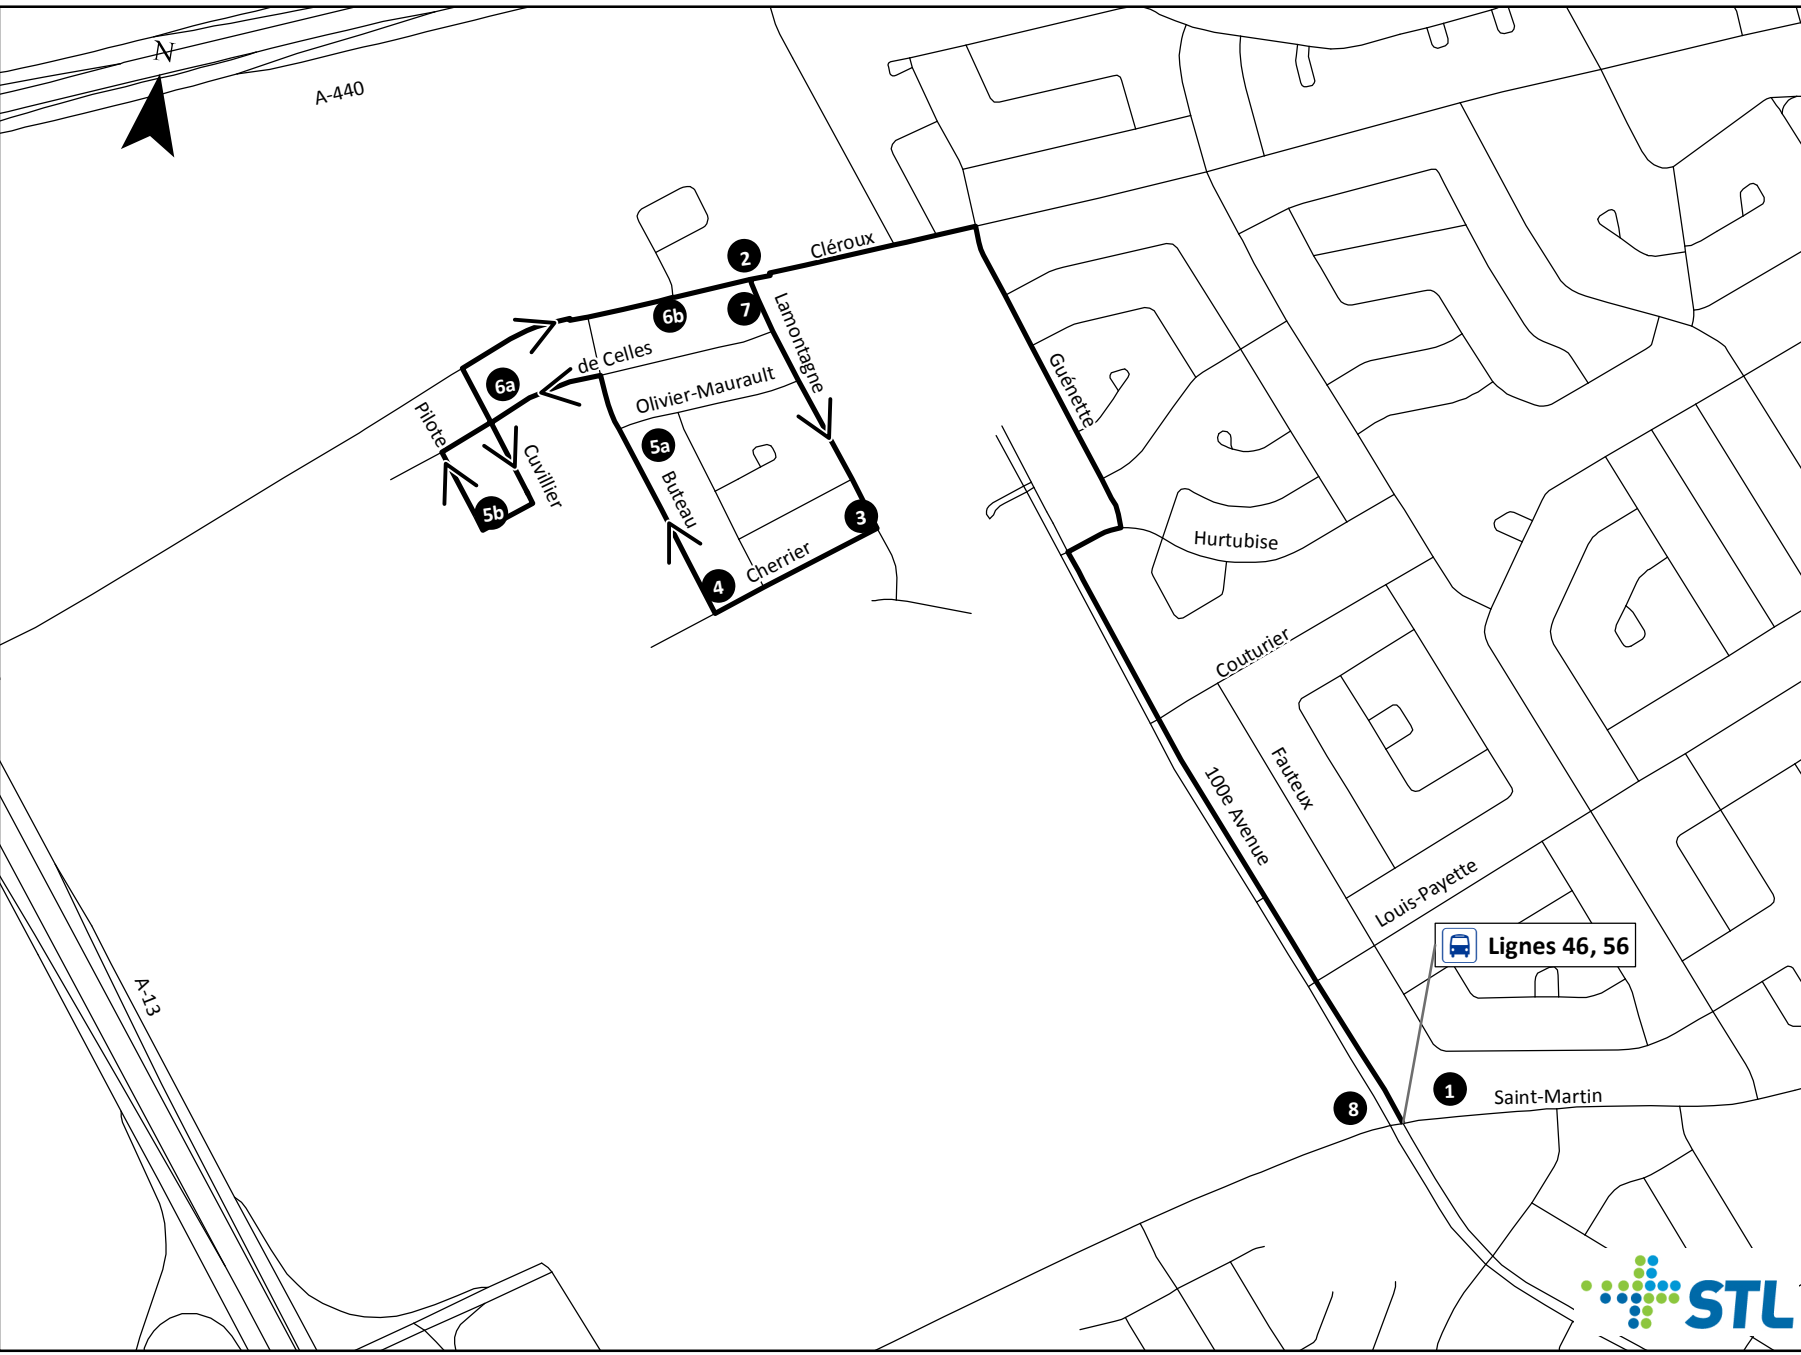 N
A-440
2
Cléroux
6b
7
Lamontagne
de Celles
6a
Olivier-Maurault
Guénette
Pilote
5a
Cuvillier
Buteau
5b
3
Hurtubise
Cherrier
4
Couturier
Fauteux
100e Avenue
Louis-Payette
Lignes 46, 56
A-13
1
Saint-Martin
8
STL